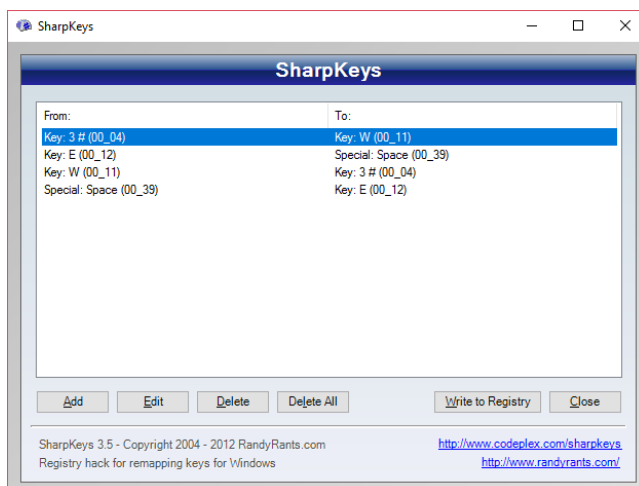 SharpKeys
SharpKeys
From: To:
Key: 3 # (00_04) Key: W (00_11)
Key: E (00_12) Special: Space (00_39)
Key: W (00_11) Key: 3 # (00_04)
Special: Space (00_39) Key: E (00_12)
Add Edit Delete Delete All Write to Registry Close
SharpKeys 3.5 - Copyright 2004 - 2012 RandyRants.com http://www.codeplex.com/sharpkeys
Registry hack for remapping keys for Windows http://www.randyrants.com/